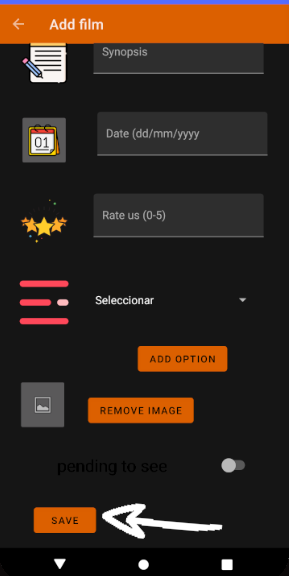 Add film
Synopsis
01
Date (dd/mm/yyyy
Rate us (0-5)
Seleccionar
ADD OPTION
REMOVE IMAGE
pending to see
SAVE